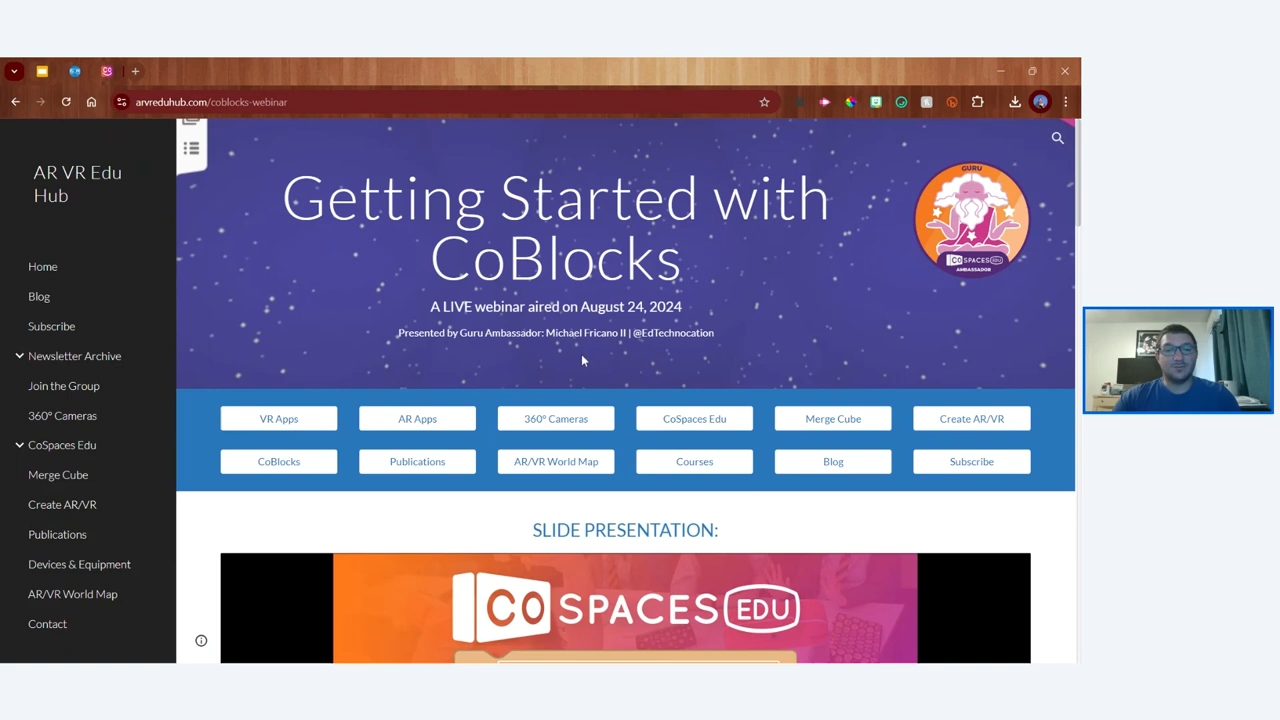 arvreduhub.com/coblocks-webinar
AR VR Edu
Hub
Home
Blog
Subscribe
Newsletter Archive
Join the Group
360° Cameras
CoSpaces Edu
Merge Cube
Create AR/VR
Publications
Devices & Equipment
AR/VR World Map
Contact
Getting Started with
CoBlocks
A LIVE webinar aired on August 24, 2024
Presented by Guru Ambassador: Michael Fricano II | @EdTechnocation
GURU
COSPACES EDU
AMBASSADOR
VR Apps
AR Apps
360° Cameras
CoSpaces Edu
Merge Cube
Create AR/VR
CoBlocks
Publications
AR/VR World Map
Courses
Blog
Subscribe
SLIDE PRESENTATION:
COSPACES EDU